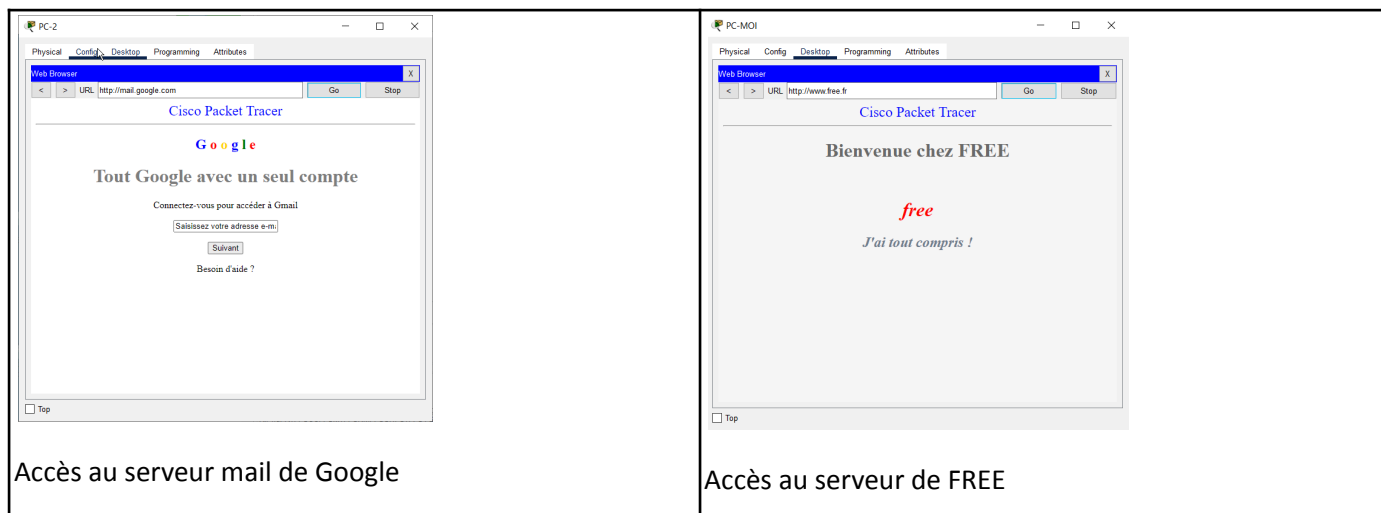 PC-2
Physical Config Desktop Programming Attributes
Web Browser X
< > URL http://mail.google.com Go Stop
Cisco Packet Tracer
Google
Tout Google avec un seul compte
Connectez-vous pour accéder à Gmail
Saisissez votre adresse e-m
Suivant
Besoin d'aide ?
Top
Accès au serveur mail de Google
PC-MOI
Physical Config Desktop Programming Attributes
Web Browser X
< > URL http://www.free.fr Go Stop
Cisco Packet Tracer
Bienvenue chez FREE
free
J'ai tout compris !
Top
Accès au serveur de FREE